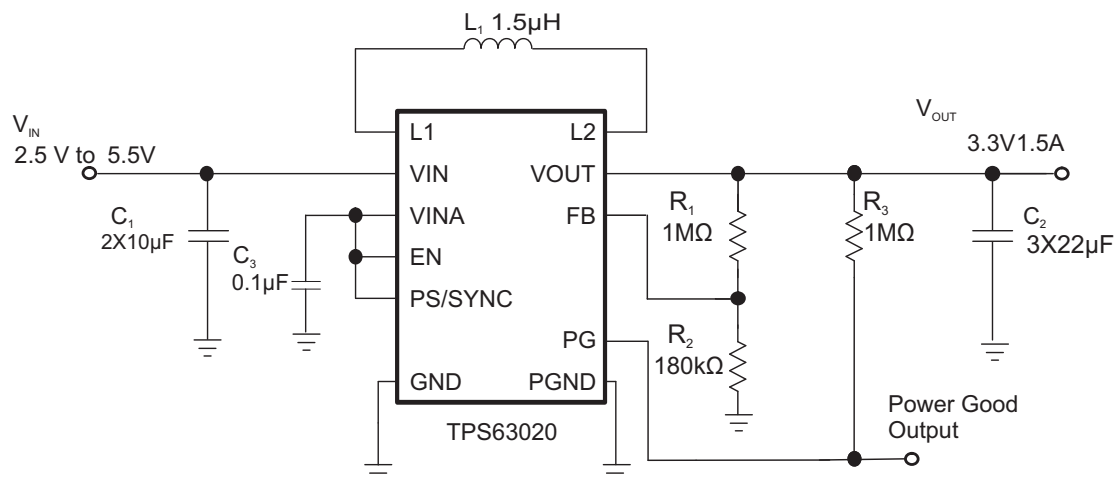 L₁ 1.5µH
V_IN
2.5 V to 5.5V
V_OUT
3.3V1.5A
L1
L2
VIN
VOUT
VINA
FB
EN
PS/SYNC
PG
GND
PGND
C₁
2X10µF
C₃
0.1µF
R₁
1MΩ
R₃
1MΩ
C₂
3X22µF
R₂
180kΩ
TPS63020
Power Good
Output